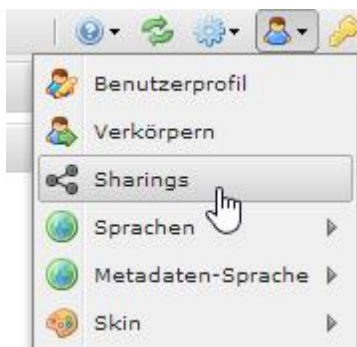 Benutzerprofil
Verkörpern
Sharings
Sprachen
Metadaten-Sprache
Skin